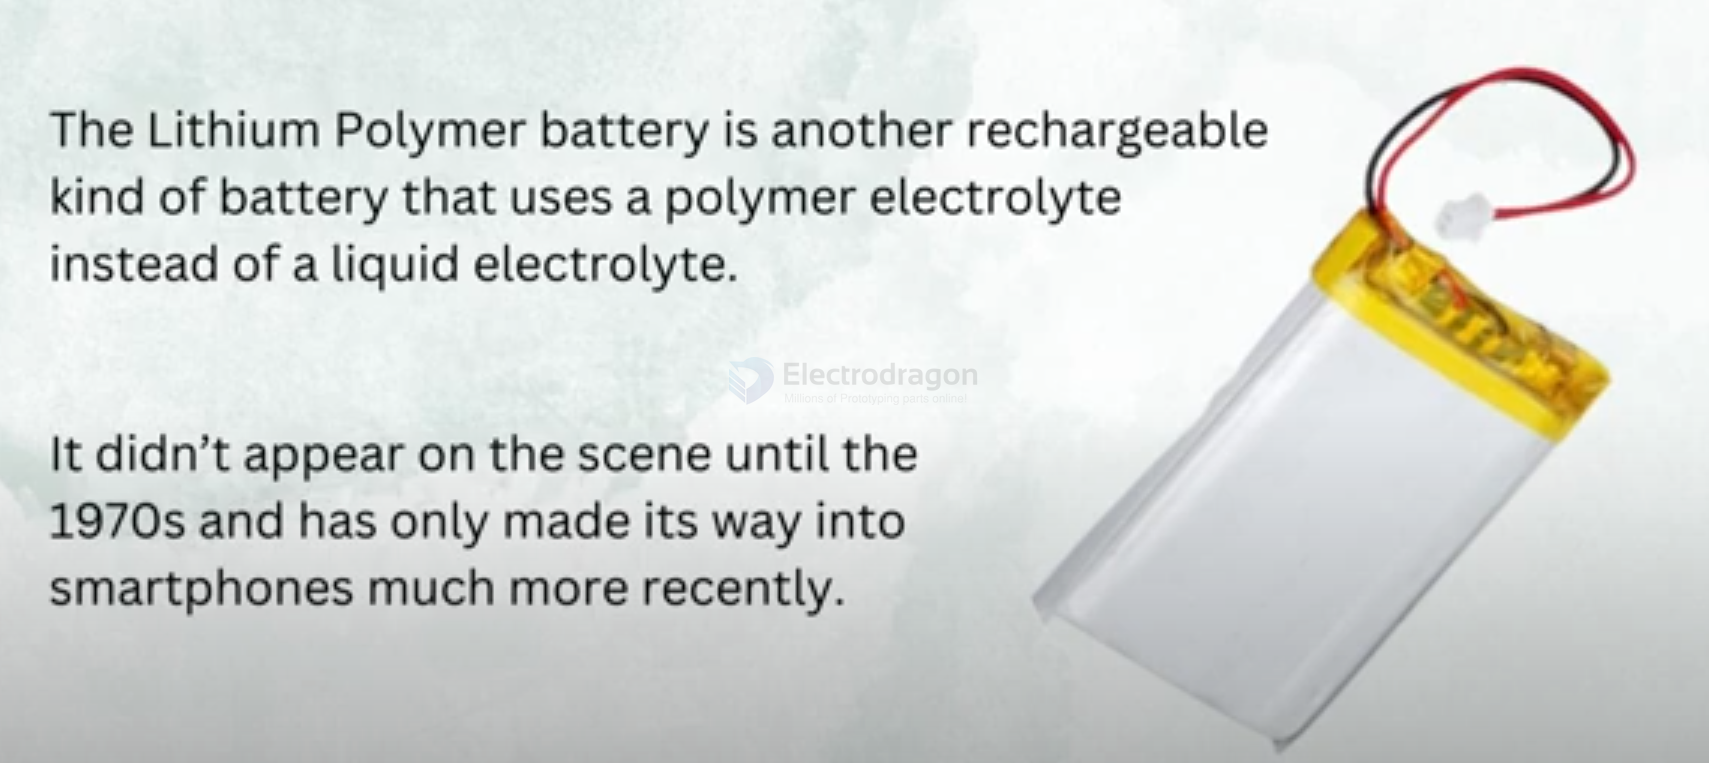 The Lithium Polymer battery is another rechargeable
kind of battery that uses a polymer electrolyte
instead of a liquid electrolyte.
Electrodragon
Millions of Prototyping parts online!
It didn't appear on the scene until the
1970s and has only made its way into
smartphones much more recently.